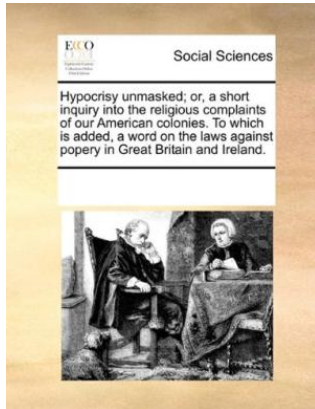 ECCO
Social Sciences
Hypocrisy unmasked; or, a short
inquiry into the religious complaints
of our American colonies. To which
is added, a word on the laws against
popery in Great Britain and Ireland.